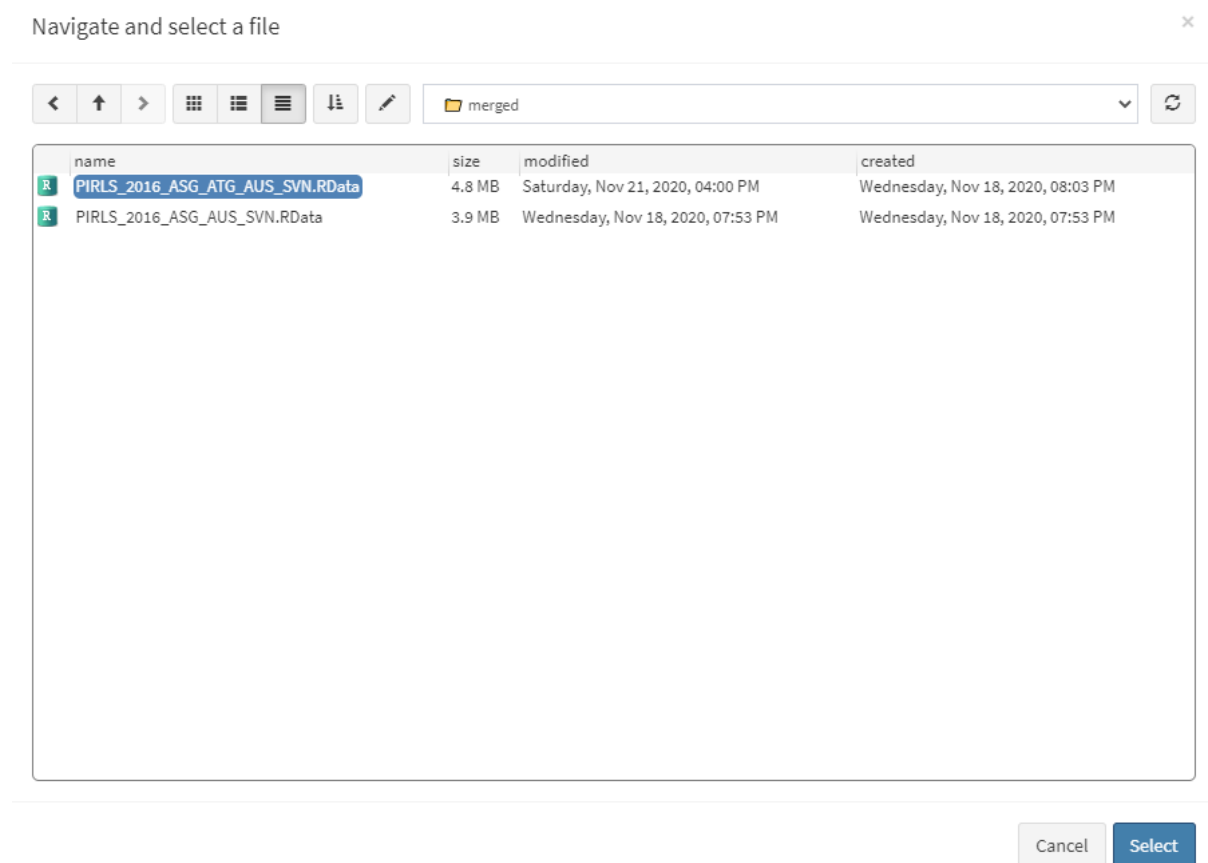 Navigate and select a file
×
merged
name size modified created
R PIRLS_2016_ASG_ATG_AUS_SVN.RData 4.8 MB Saturday, Nov 21, 2020, 04:00 PM Wednesday, Nov 18, 2020, 08:03 PM
R PIRLS_2016_ASG_AUS_SVN.RData 3.9 MB Wednesday, Nov 18, 2020, 07:53 PM Wednesday, Nov 18, 2020, 07:53 PM
Cancel Select